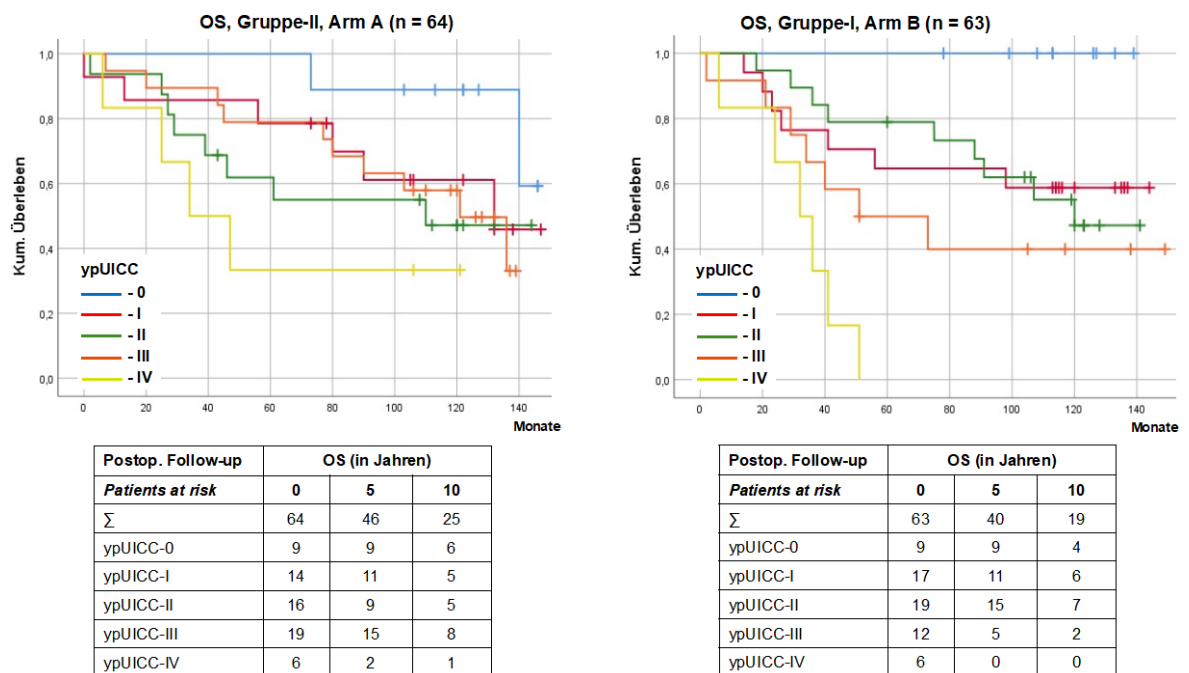 OS, Gruppe-II, Arm A (n = 64)
Kum. Überleben
1,0
0,8
0,6
0,4
0,2
0,0
ypUICC
- 0
- I
- II
- III
- IV
0 20 40 60 80 100 120 140
Monate
Postop. Follow-up OS (in Jahren)
Patients at risk 0 5 10
∑ 64 46 25
ypUICC-0 9 9 6
ypUICC-I 14 11 5
ypUICC-II 16 9 5
ypUICC-III 19 15 8
ypUICC-IV 6 2 1
OS, Gruppe-I, Arm B (n = 63)
Kum. Überleben
1,0
0,8
0,6
0,4
0,2
0,0
ypUICC
- 0
- I
- II
- III
- IV
0 20 40 60 80 100 120 140
Monate
Postop. Follow-up OS (in Jahren)
Patients at risk 0 5 10
∑ 63 40 19
ypUICC-0 9 9 4
ypUICC-I 17 11 6
ypUICC-II 19 15 7
ypUICC-III 12 5 2
ypUICC-IV 6 0 0